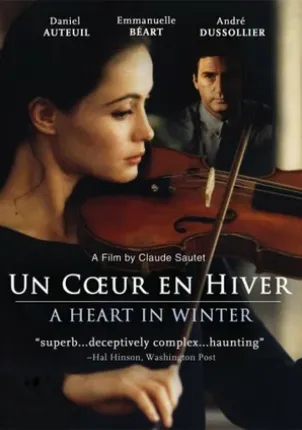 Daniel Emmanuelle André
AUTEUIL BÉART DUSSOLLIER
A Film by Claude Sautet
UN CŒUR EN HIVER
A HEART IN WINTER
“superb...deceptively complex...haunting”
–Hal Hinson, Washington Post